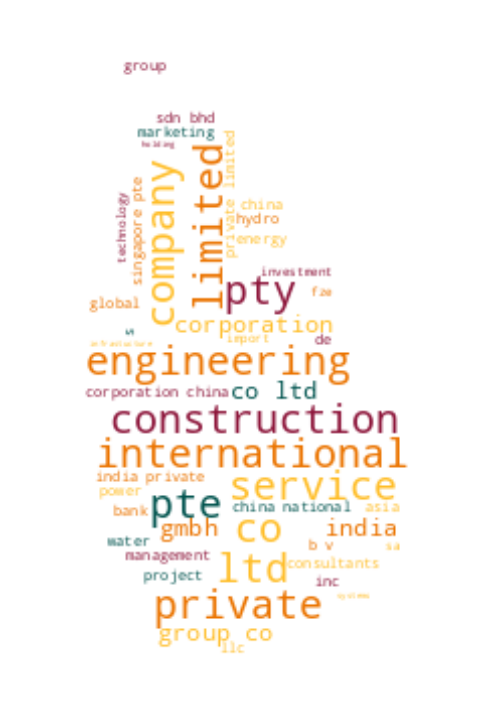 group
sdn bhd
marketing
holding
limited
private limited
company
singapore pte
technology
china
hydro
energy
investment
pty
fze
global
corporation
import
de
engineering
corporation china
co ltd
construction
international
india private
service
power
pte
china national
asia
bank
gmbh
co
india
water
b v
sa
management
ltd
consultants
project
inc
systems
private
group co
llc